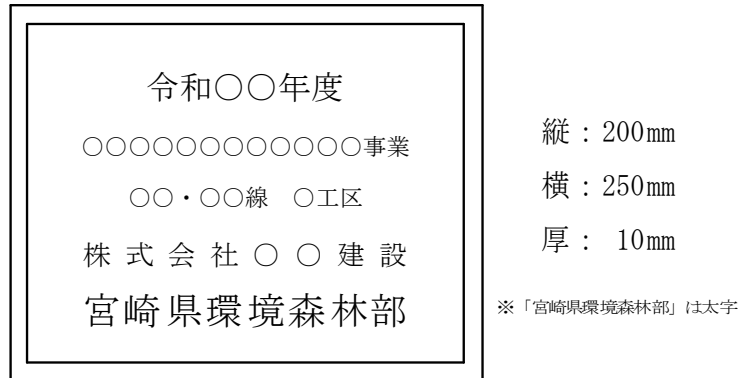 令和○○年度
○○○○○○○○○○○○事業
○○・○○線　○工区
株 式 会 社 ○ ○ 建 設
宮崎県環境森林部
縦：200mm
横：250mm
厚： 10mm
※「宮崎県環境森林部」は太字